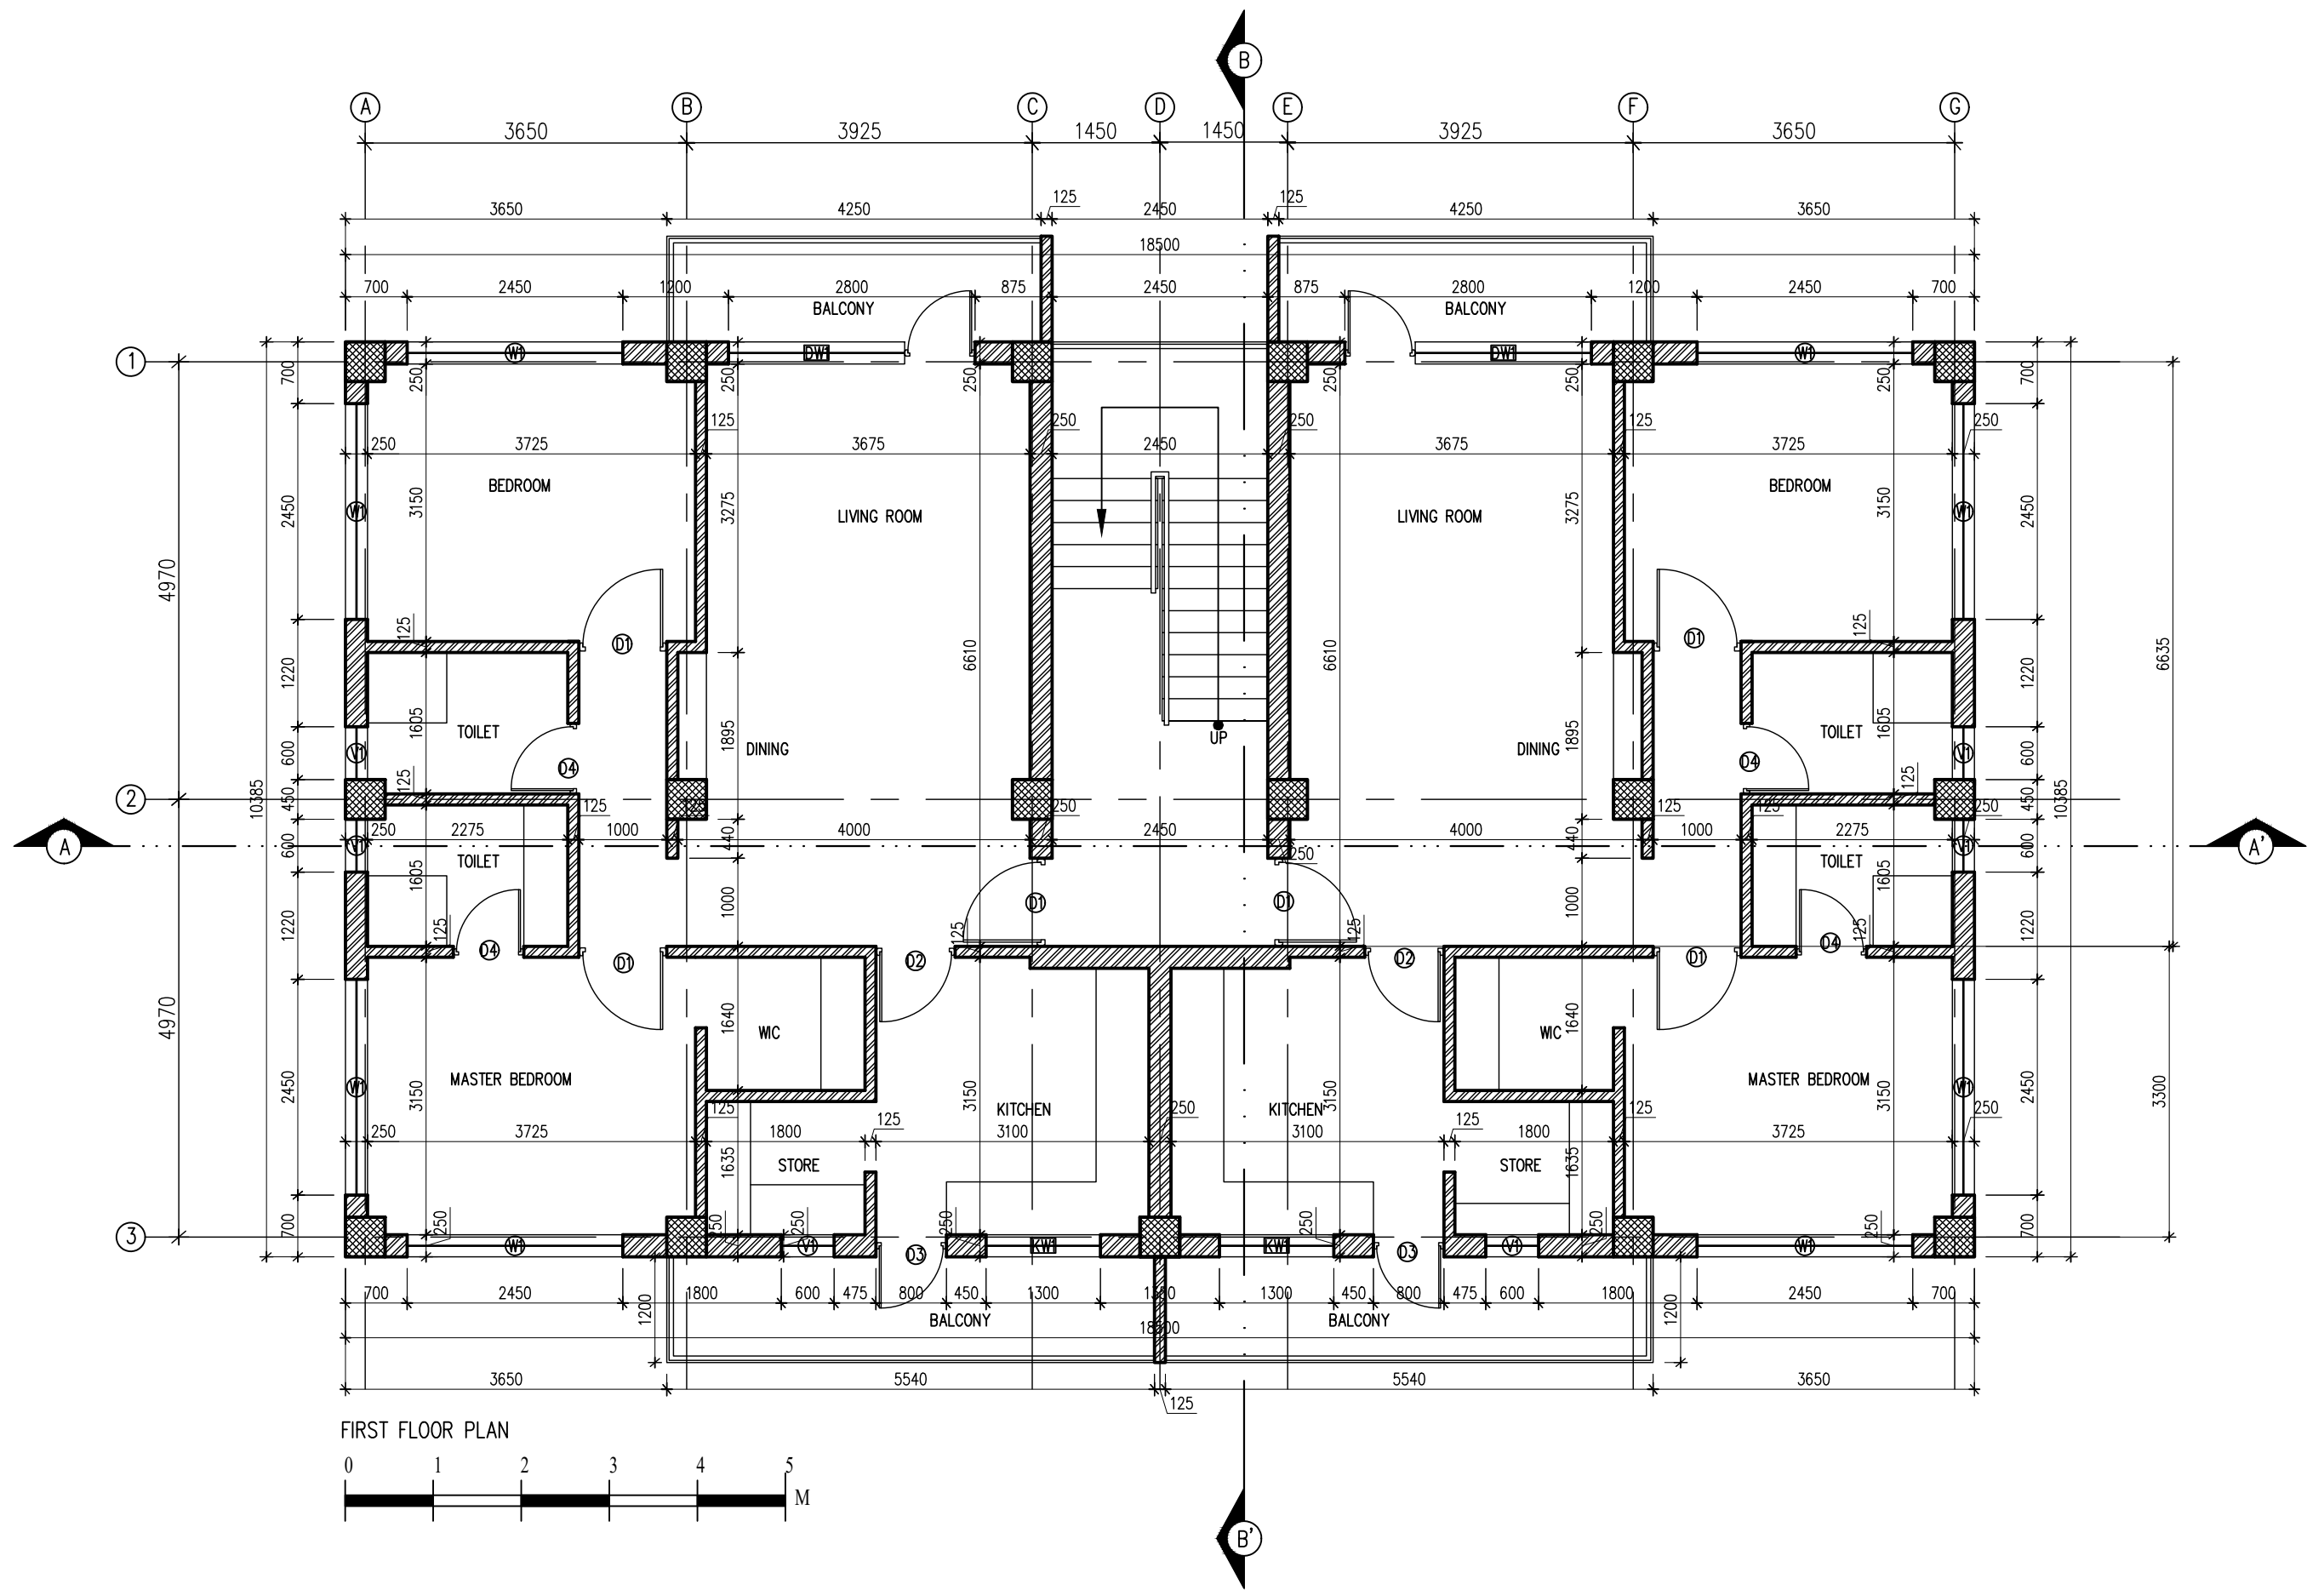 B
A B C D E F G
3650 3925 1450 1450 3925 3650
125 125
3650 4250 2450 4250 3650
18500
700 2450 1200 2800 875 2450 875 2800 1200 2450 700
BALCONY BALCONY
1 W1 DW1 DW1 W1
700 250 250 250 250 250 250 700
125 250 250 125 250
250 3725 3675 2450 3675 3725
BEDROOM BEDROOM
2450 W1 3150 3275 LIVING ROOM LIVING ROOM 3275 3150 W1 2450
4970
125 D1 D1 125
1220 6610 6610 1220 6635
TOILET 1605 1895 1895 1605 TOILET
UP
600 V1 D4 DINING DINING D4 V1 600
10385 125 125 10385
2 450 125 125 250 125 125 250 450
250 2275 1000 4000 2450 4000 1000 2275
A 600 V1 440 250 440 V1 600 A'
TOILET 1605 1605 TOILET
1220 1000 D1 D1 1000 1220
125 125 125 125
D4 D1 D2 D2 D1 D4
4970 1640 WIC WIC 1640
2450 W1 MASTER BEDROOM 3150 3150 3150 MASTER BEDROOM 3150 W1 2450 3300
125 KITCHEN 250 KITCHEN 125 250
125 125
250 3725 1800 3100 3100 1800 3725
1635 STORE STORE 1635
700 250 250 250 250 250 250 250 700
3 W1 V1 D3 KW1 KW1 D3 V1 W1
700 2450 1800 600 475 800 450 1300 1350 1300 450 800 475 600 1800 2450 700
1200 BALCONY BALCONY 1200
18500
3650 5540 5540 3650
125
FIRST FLOOR PLAN
0 1 2 3 4 5
M
B'